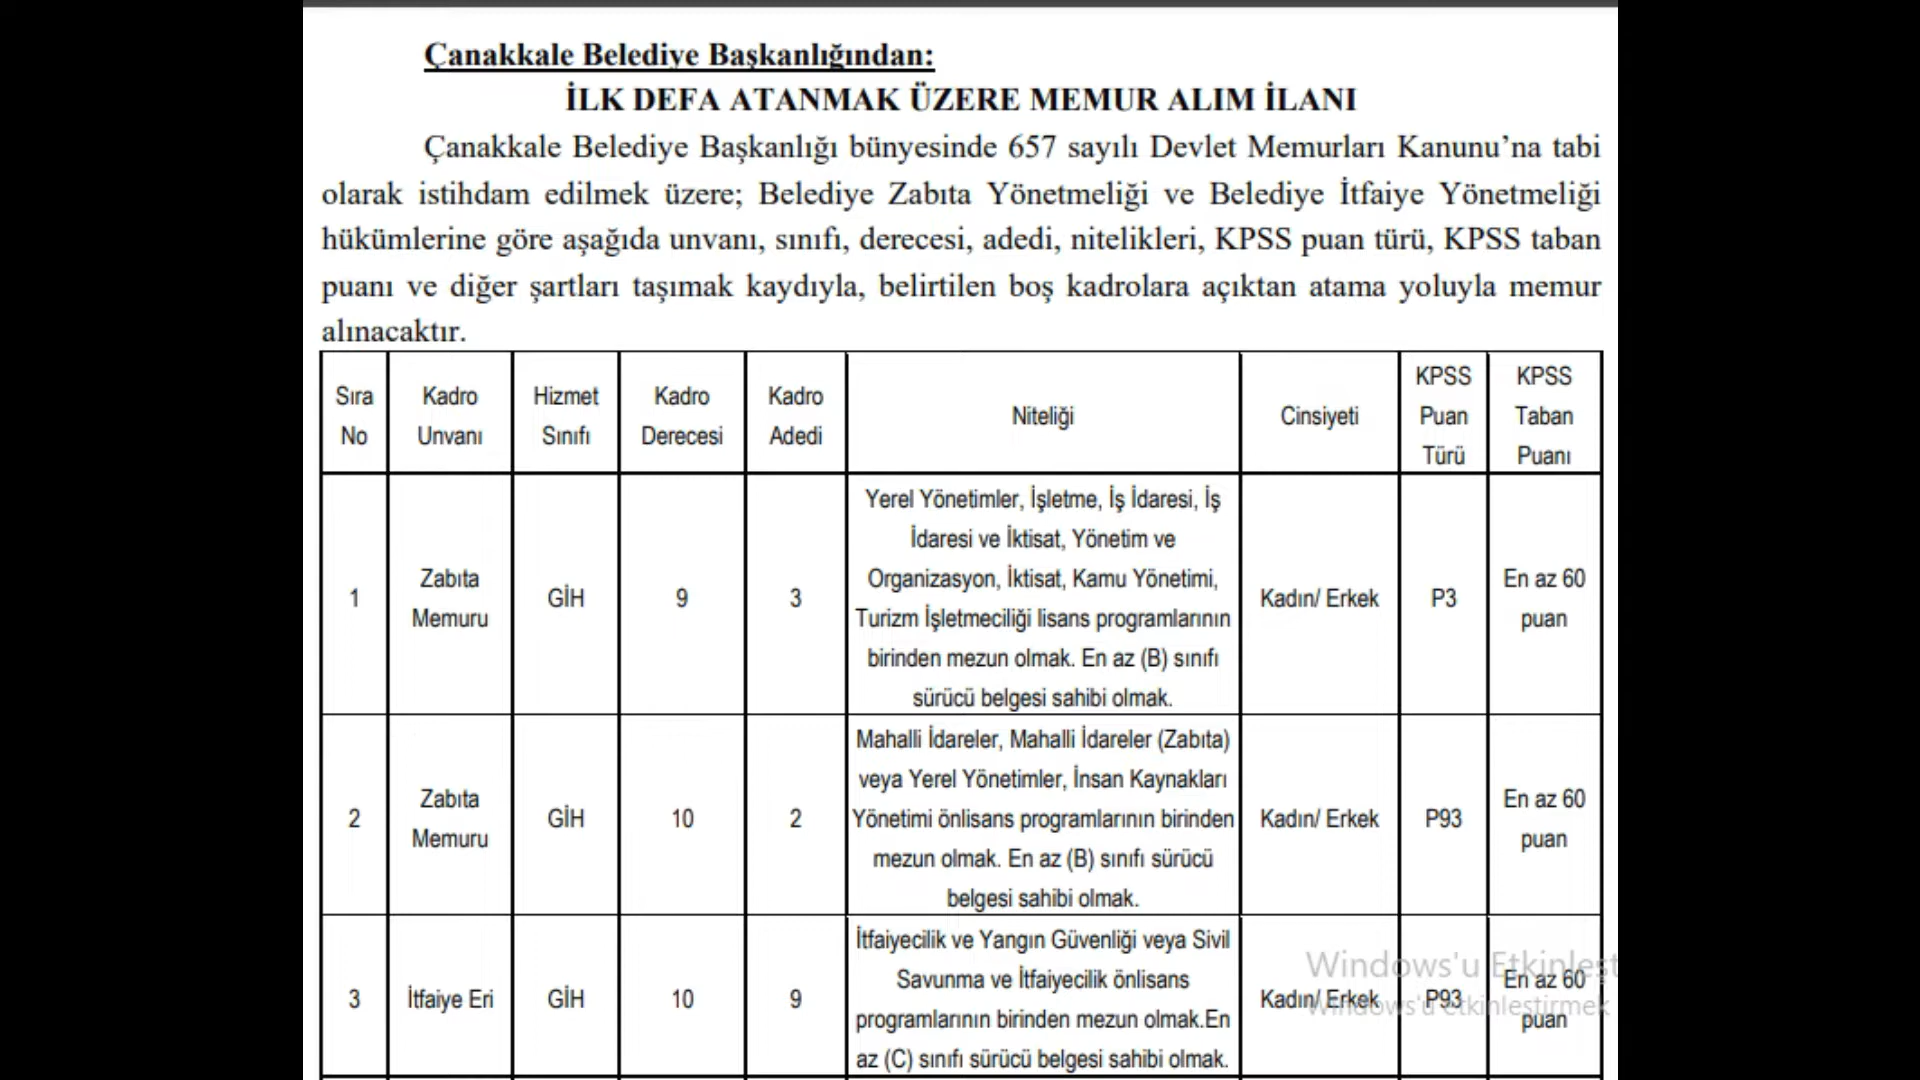 Çanakkale Belediye Başkanlığından:
İLK DEFA ATANMAK ÜZERE MEMUR ALIM İLANI
Çanakkale Belediye Başkanlığı bünyesinde 657 sayılı Devlet Memurları Kanunu’na tabi
olarak istihdam edilmek üzere; Belediye Zabıta Yönetmeliği ve Belediye İtfaiye Yönetmeliği
hükümlerine göre aşağıda unvanı, sınıfı, derecesi, adedi, nitelikleri, KPSS puan türü, KPSS taban
puanı ve diğer şartları taşımak kaydıyla, belirtilen boş kadrolara açıktan atama yoluyla memur
alınacaktır.
Sıra
No
Kadro
Unvanı
Hizmet
Sınıfı
Kadro
Derecesi
Kadro
Adedi
Niteliği
Cinsiyeti
KPSS
Puan
Türü
KPSS
Taban
Puanı
1
Zabıta
Memuru
GİH
9
3
Yerel Yönetimler, İşletme, İş İdaresi, İş
İdaresi ve İktisat, Yönetim ve
Organizasyon, İktisat, Kamu Yönetimi,
Turizm İşletmeciliği lisans programlarının
birinden mezun olmak. En az (B) sınıfı
sürücü belgesi sahibi olmak.
Kadın/ Erkek
P3
En az 60
puan
2
Zabıta
Memuru
GİH
10
2
Mahalli İdareler, Mahalli İdareler (Zabıta)
veya Yerel Yönetimler, İnsan Kaynakları
Yönetimi önlisans programlarının birinden
mezun olmak. En az (B) sınıfı sürücü
belgesi sahibi olmak.
Kadın/ Erkek
P93
En az 60
puan
3
İtfaiye Eri
GİH
10
9
İtfaiyecilik ve Yangın Güvenliği veya Sivil
Savunma ve İtfaiyecilik önlisans
programlarının birinden mezun olmak.En
az (C) sınıfı sürücü belgesi sahibi olmak.
Kadın/ Erkek
P93
En az 60
puan
Windows'u Etkinleşt
Windows'u etkinleştirmek